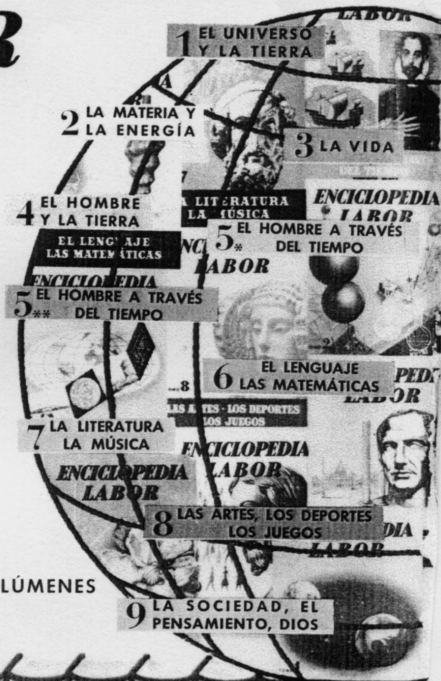 R
LABOR
1 EL UNIVERSO
Y LA TIERRA
2 LA MATERIA Y
LA ENERGÍA
3 LA VIDA
4 EL HOMBRE
Y LA TIERRA
LITERATURA
LA MÚSICA
ENCICLOPEDIA
LABOR
EL LENGUAJE
LAS MATEMÁTICAS
5* EL HOMBRE A TRAVÉS
DEL TIEMPO
LABOR
ENCICLOPEDIA
5** EL HOMBRE A TRAVÉS
DEL TIEMPO
6 EL LENGUAJE
LAS MATEMÁTICAS
8
LAS ARTES - LOS DEPORTES
LOS JUEGOS
LABOR
7 LA LITERATURA
LA MÚSICA
ENCICLOPEDIA
LABOR
ENCICLOPEDIA
LABOR
8 LAS ARTES, LOS DEPORTES
LOS JUEGOS
DIA
LABOR
LÚMENES
9 LA SOCIEDAD, EL
PENSAMIENTO, DIOS